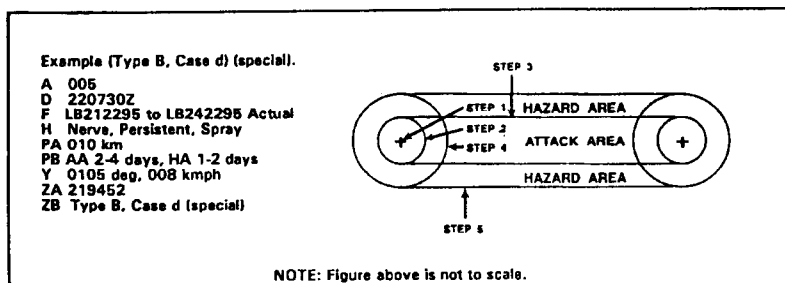 Example (Type B, Case d) (special).
A 005
D 220730Z
F LB212295 to LB242295 Actual
H Nerve, Persistent, Spray
PA 010 km
PB AA 2-4 days, HA 1-2 days
Y 0105 deg, 008 kmph
ZA 219452
ZB Type B, Case d (special)
STEP 3
STEP 1
HAZARD AREA
STEP 2
ATTACK AREA
STEP 4
HAZARD AREA
STEP 5
NOTE: Figure above is not to scale.